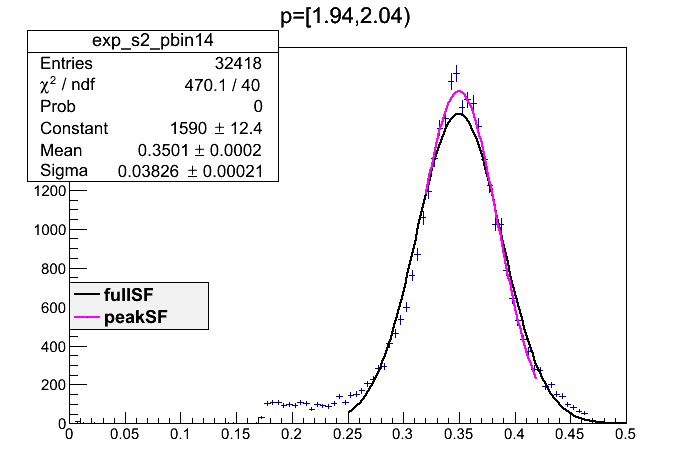 p=[1.94,2.04)
exp_s2_pbin14
Entries 32418
χ² / ndf 470.1 / 40
Prob 0
Constant 1590 ± 12.4
Mean 0.3501 ± 0.0002
Sigma 0.03826 ± 0.00021
1200
1000
800
600
400
200
0
fullSF
peakSF
0 0.05 0.1 0.15 0.2 0.25 0.3 0.35 0.4 0.45 0.5